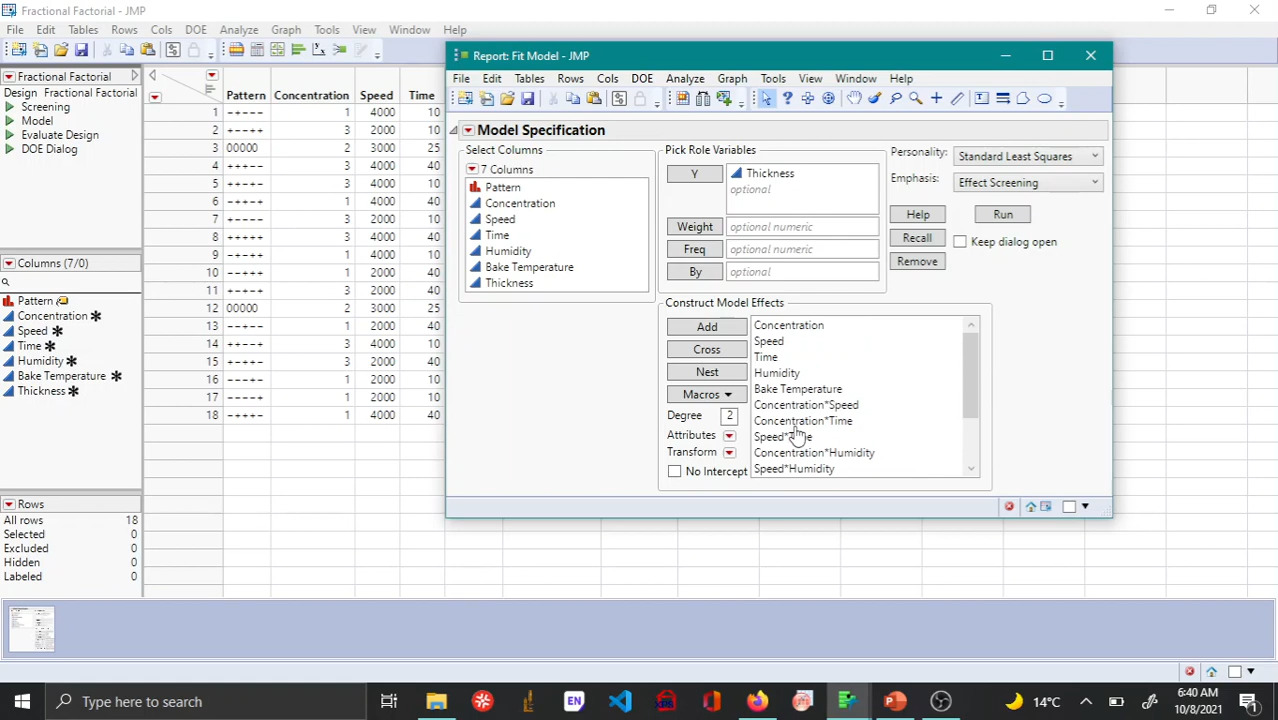 Fractional Factorial - JMP
File Edit Tables Rows Cols DOE Analyze Graph Tools View Window Help
Fractional Factorial
Design Fractional Factorial
Screening
Model
Evaluate Design
DOE Dialog
Columns (7/0)
Pattern
Concentration
Speed
Time
Humidity
Bake Temperature
Thickness
Rows
All rows 18
Selected 0
Excluded 0
Hidden 0
Labeled 0
Pattern Concentration Speed Time
1 -+--++ 1 4000 10
2 +---++ 3 2000 10
3 00000 2 3000 25
4 3 4000 40
5 3 4000 10
6 1 4000 40
7 +---- 3 2000 10
8 +++++ 3 4000 40
9 1 4000 10
10 1 2000 40
11 3 2000 40
12 00000 2 3000 25
13 1 2000 40
14 3 4000 10
15 3 2000 40
16 1 2000 10
17 1 2000 10
18 1 4000 40
Report: Fit Model - JMP
File Edit Tables Rows Cols DOE Analyze Graph Tools View Window Help
Model Specification
Select Columns
7 Columns
Pattern
Concentration
Speed
Time
Humidity
Bake Temperature
Thickness
Pick Role Variables
Y Thickness
optional
Weight optional numeric
Freq optional numeric
By optional
Personality: Standard Least Squares
Emphasis: Effect Screening
Help Run
Recall Keep dialog open
Remove
Construct Model Effects
Add
Cross
Nest
Macros
Degree 2
Attributes
Transform
No Intercept
Concentration
Speed
Time
Humidity
Bake Temperature
Concentration*Speed
Concentration*Time
Concentration*Humidity
Speed*Humidity
Type here to search
EN
14°C
6:40 AM
10/8/2021
1